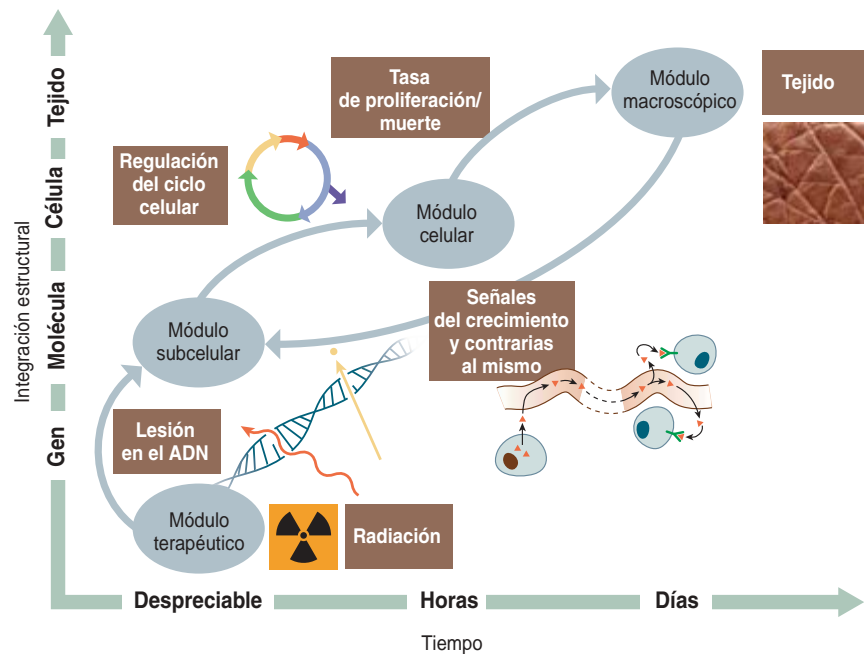 Tasa
de proliferación/
muerte
Módulo
macroscópico
Tejido
Regulación
del ciclo
celular
Módulo
celular
Señales
del crecimiento
y contrarias
al mismo
Módulo
subcelular
Lesión
en el ADN
Módulo
terapéutico
Radiación
Integración estructural
Gen
Molécula
Célula
Tejido
Despreciable
Horas
Días
Tiempo